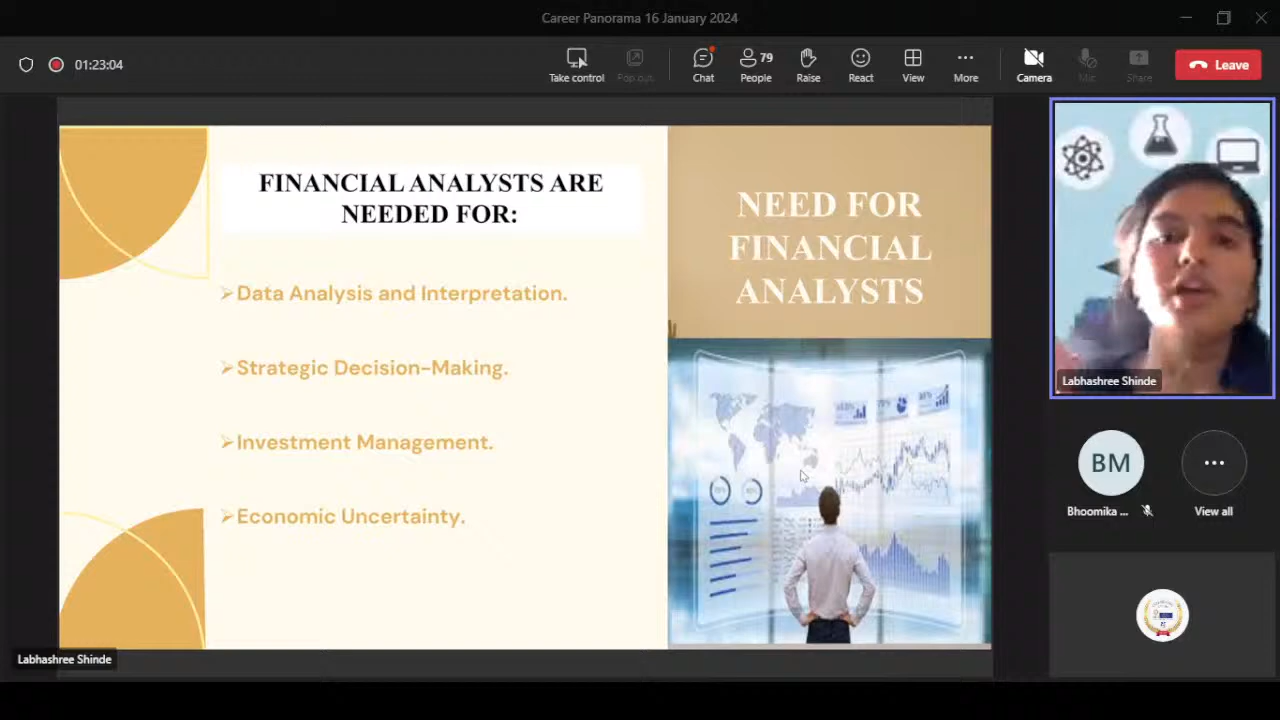 Career Panorama 16 January 2024
01:23:04
Take control
Pop out
Chat
79
People
Raise
React
View
More
Camera
Mic
Share
Leave
FINANCIAL ANALYSTS ARE
NEEDED FOR:
➢Data Analysis and Interpretation.
➢Strategic Decision-Making.
➢Investment Management.
➢Economic Uncertainty.
NEED FOR
FINANCIAL
ANALYSTS
Labhashree Shinde
BM
Bhoomika ...
View all
Labhashree Shinde